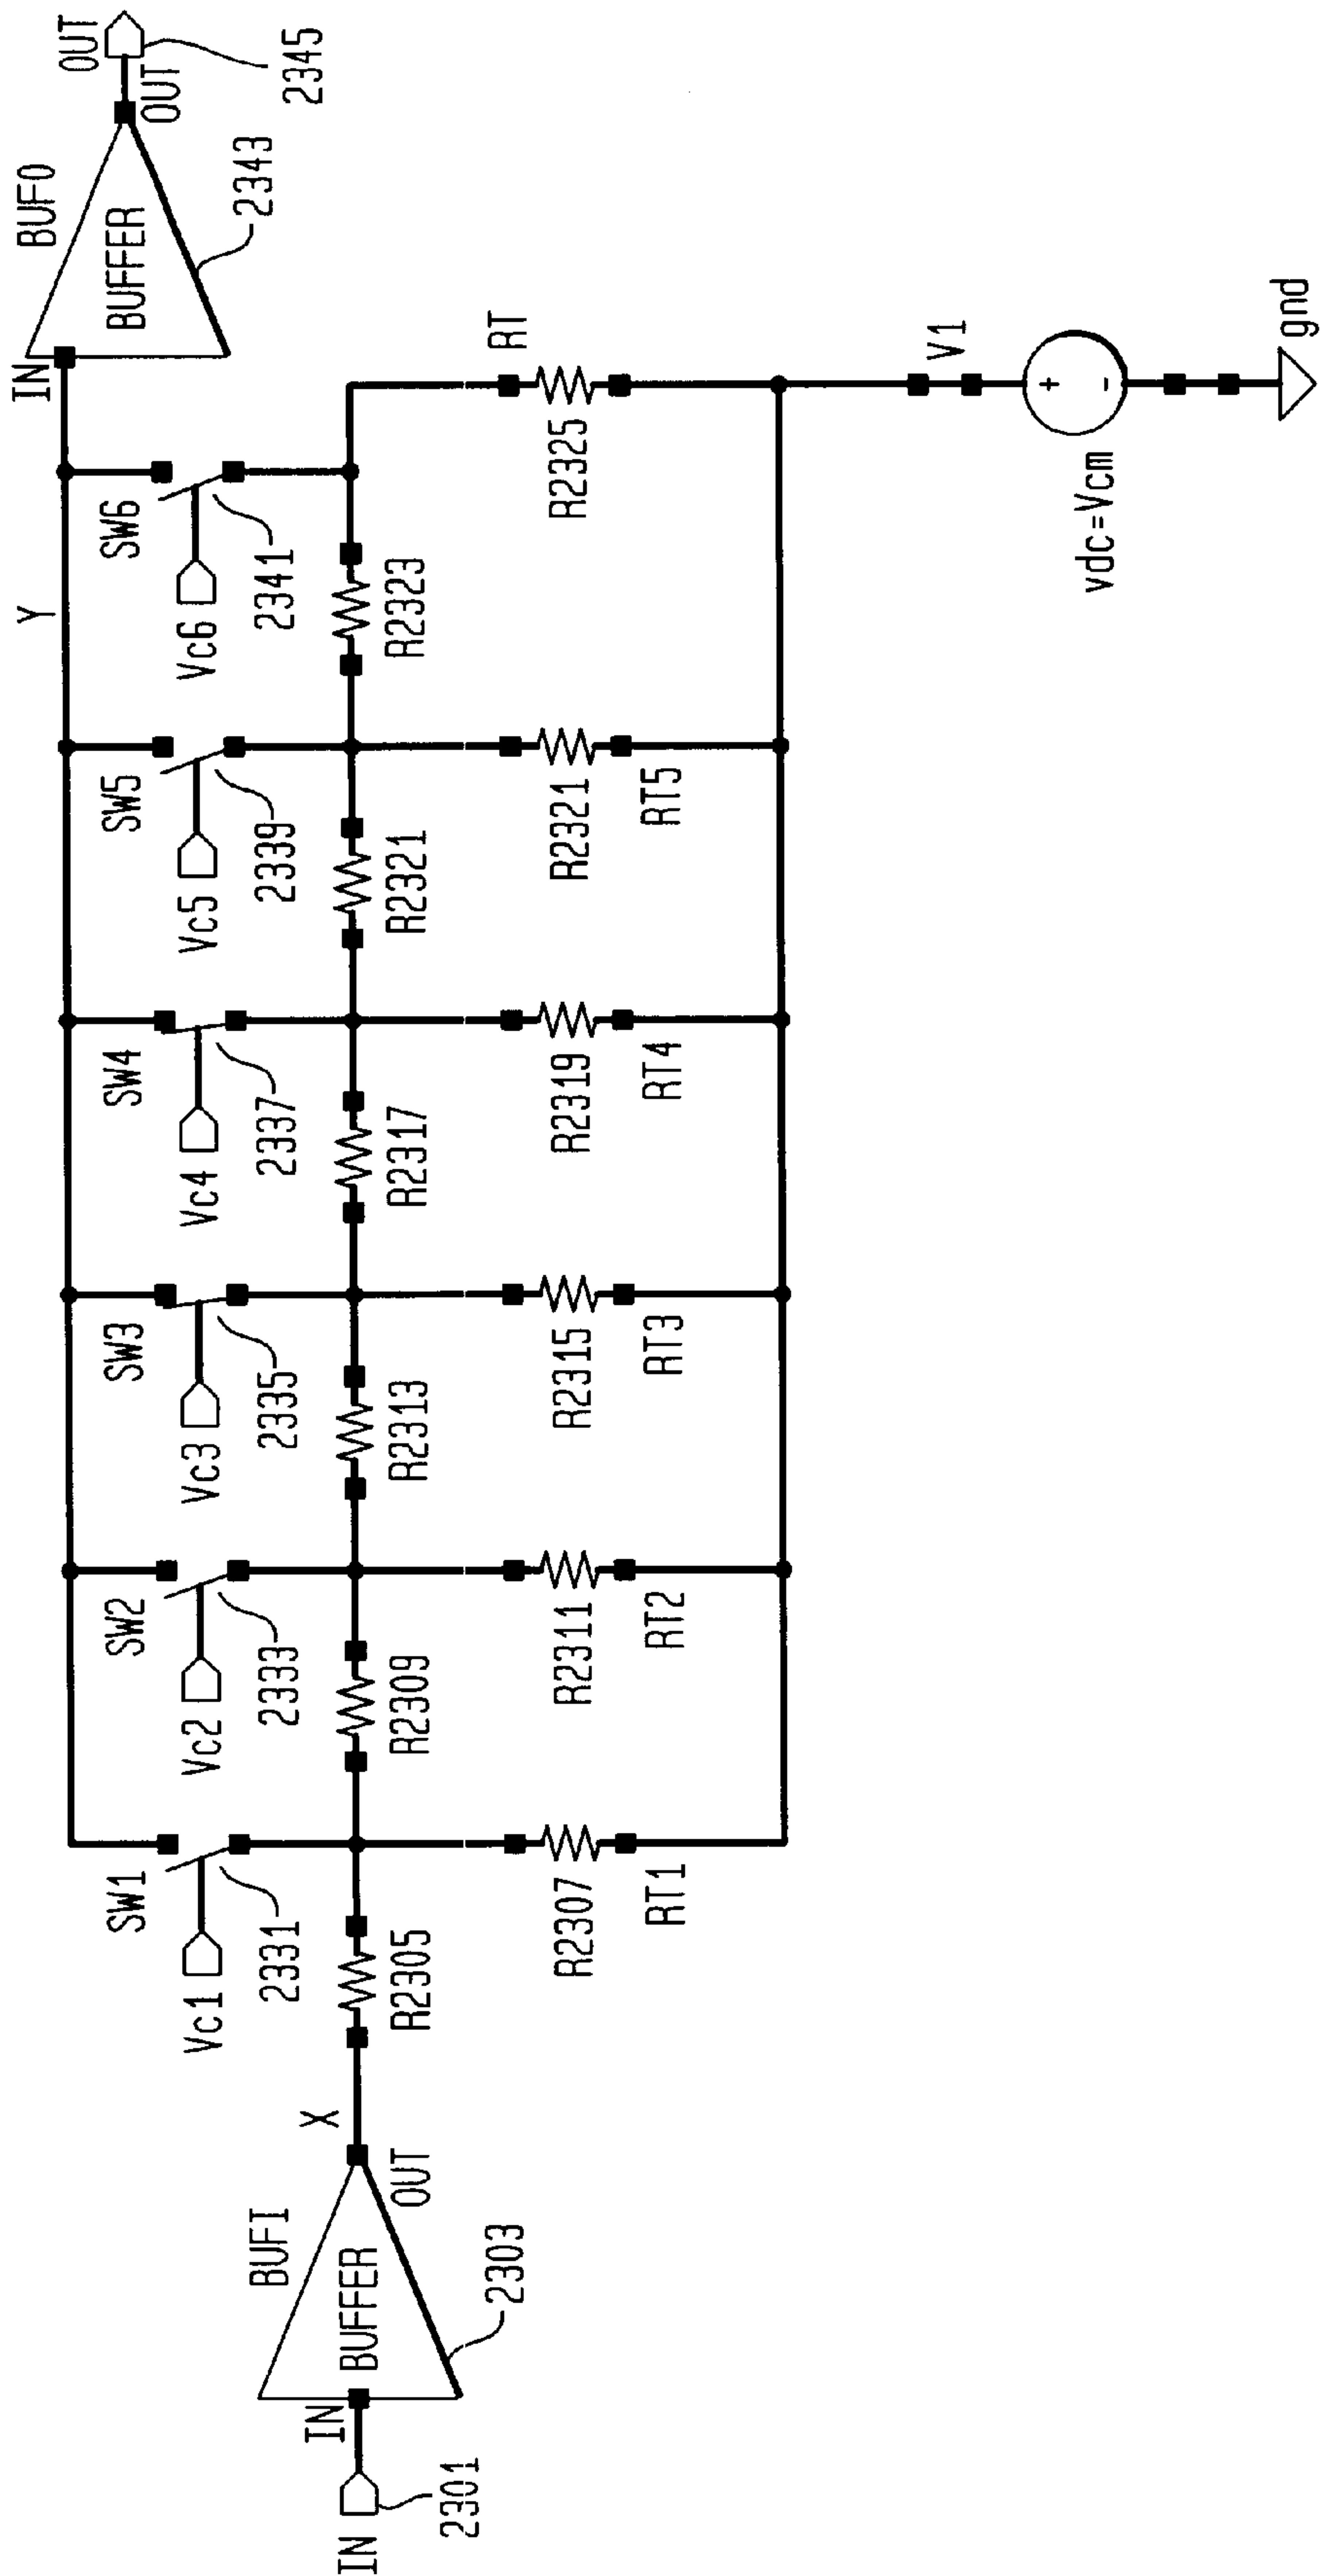 IN
2301
IN
BUFI
BUFFER
2303
OUT
X
R2305
SW1
Vc1
2331
R2307
RT1
R2309
SW2
Vc2
2333
R2311
RT2
R2313
SW3
Vc3
2335
R2315
RT3
R2317
SW4
Vc4
2337
R2319
RT4
R2321
SW5
Vc5
2339
R2321
RT5
R2323
Y
SW6
Vc6
2341
R2325
RT
V1
+
-
vdc=Vcm
gnd
IN
BUFO
BUFFER
2343
OUT
OUT
2345